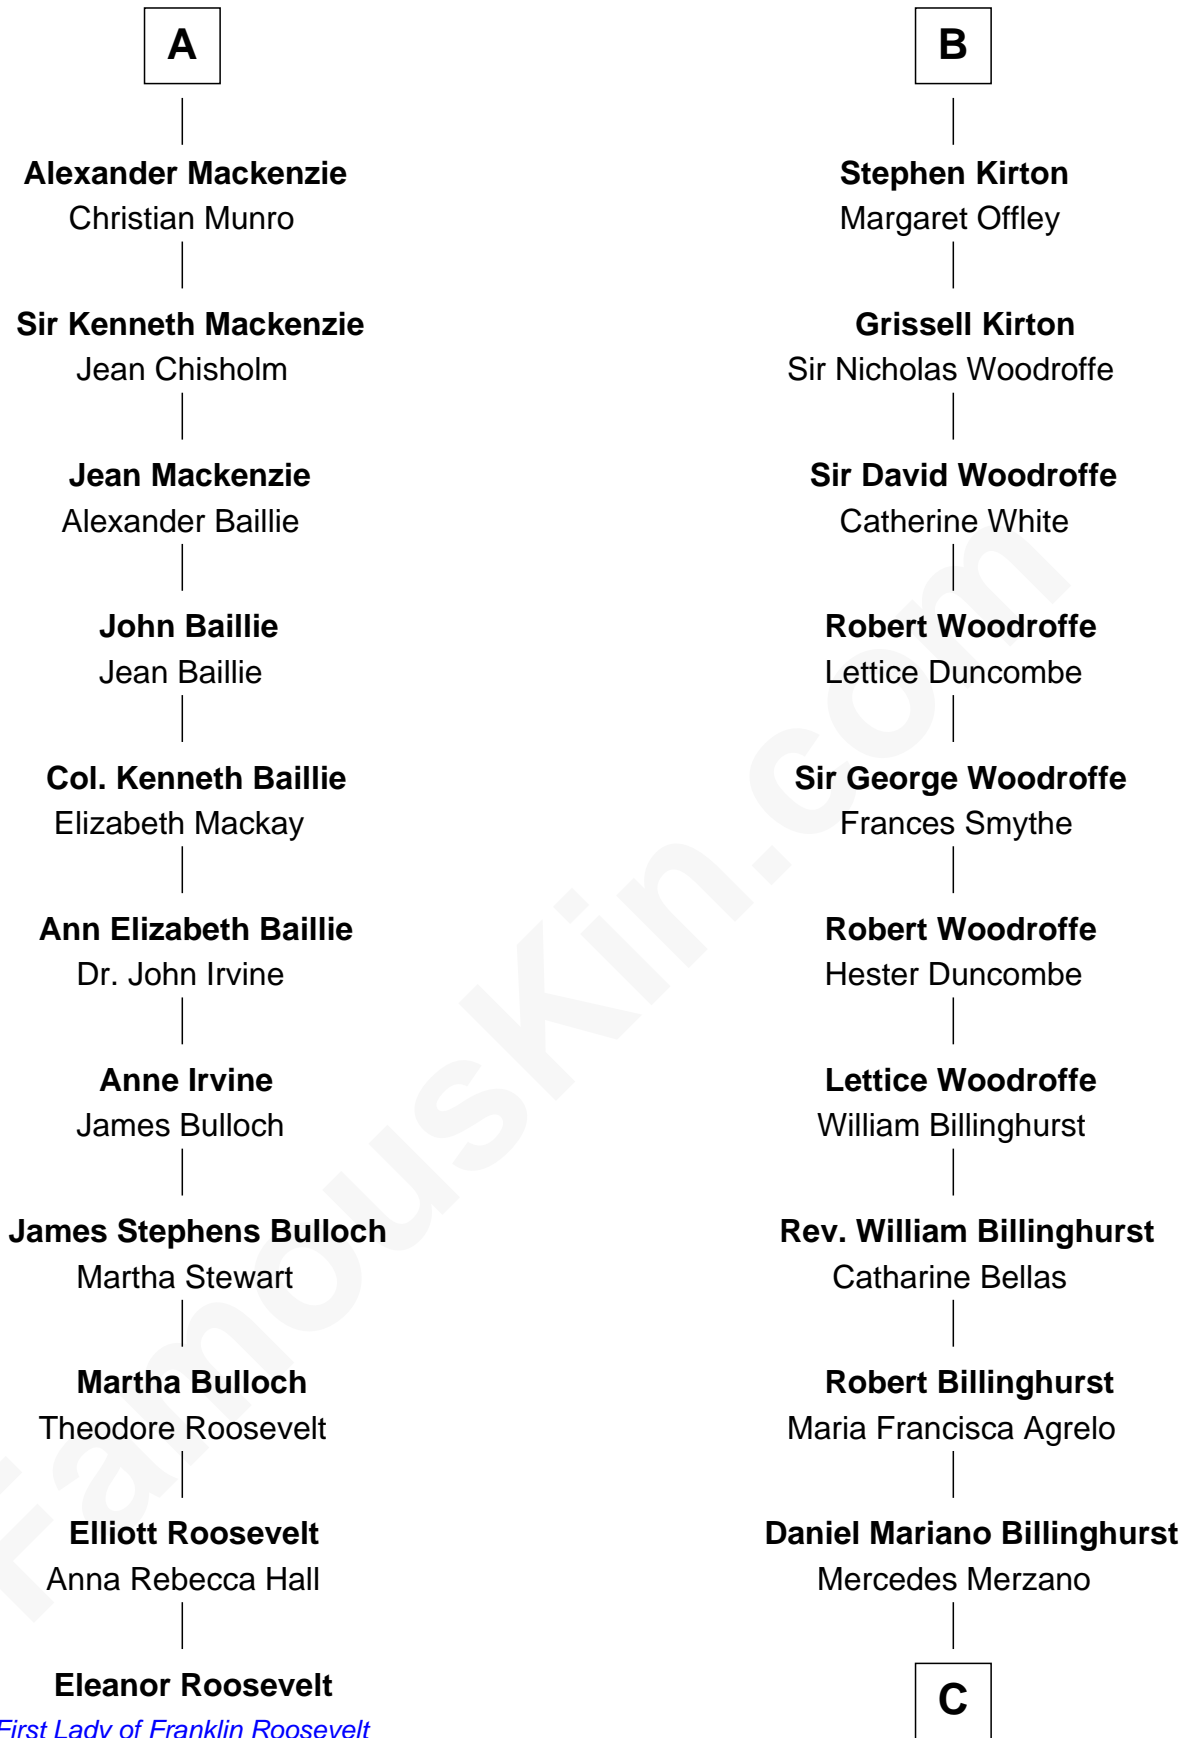 A
Alexander Mackenzie
Christian Munro
Sir Kenneth Mackenzie
Jean Chisholm
Jean Mackenzie
Alexander Baillie
John Baillie
Jean Baillie
Col. Kenneth Baillie
Elizabeth Mackay
Ann Elizabeth Baillie
Dr. John Irvine
Anne Irvine
James Bulloch
James Stephens Bulloch
Martha Stewart
Martha Bulloch
Theodore Roosevelt
Elliott Roosevelt
Anna Rebecca Hall
Eleanor Roosevelt
First Lady of Franklin Roosevelt
B
Stephen Kirton
Margaret Offley
Grissell Kirton
Sir Nicholas Woodroffe
Sir David Woodroffe
Catherine White
Robert Woodroffe
Lettice Duncombe
Sir George Woodroffe
Frances Smythe
Robert Woodroffe
Hester Duncombe
Lettice Woodroffe
William Billinghurst
Rev. William Billinghurst
Catharine Bellas
Robert Billinghurst
Maria Francisca Agrelo
Daniel Mariano Billinghurst
Mercedes Merzano
C
FamousKin.com